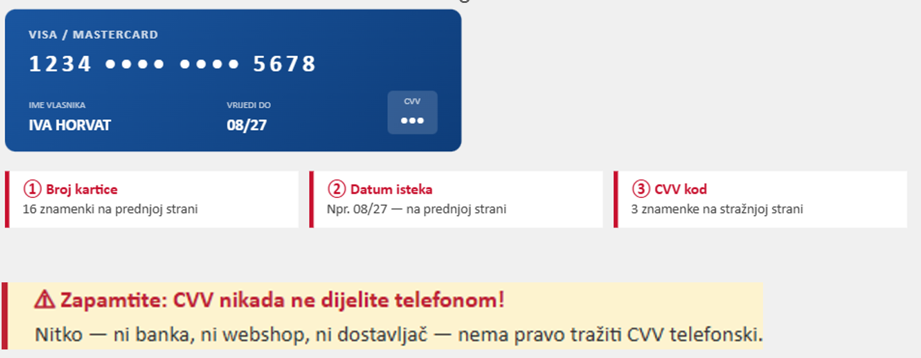 VISA / MASTERCARD
1234 •••• •••• 5678
IME VLASNIKA
VRIJEDI DO
CVV
IVA HORVAT
08/27
•••
① Broj kartice
16 znamenki na prednjoj strani
② Datum isteka
Npr. 08/27 — na prednjoj strani
③ CVV kod
3 znamenke na stražnjoj strani
⚠ Zapamtite: CVV nikada ne dijelite telefonom!
Nitko — ni banka, ni webshop, ni dostavljač — nema pravo tražiti CVV telefonski.